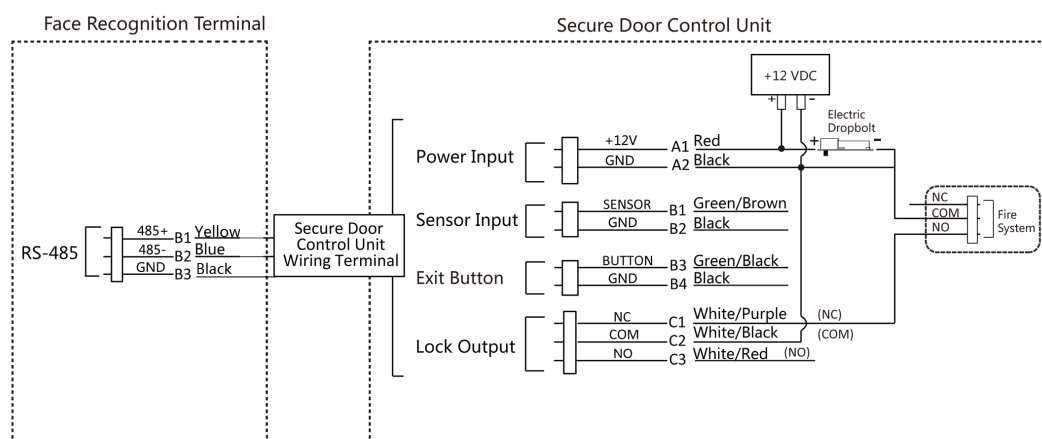 Face Recognition Terminal
Secure Door Control Unit
+12 VDC
+ -
Electric
Dropbolt
+ -
Power Input
+12V A1 Red
GND A2 Black
NC
COM
NO
Fire
System
Sensor Input
SENSOR B1 Green/Brown
GND B2 Black
RS-485
485+ B1 Yellow
485- B2 Blue
GND B3 Black
Secure Door
Control Unit
Wiring Terminal
Exit Button
BUTTON B3 Green/Black
GND B4 Black
Lock Output
NC C1 White/Purple (NC)
COM C2 White/Black (COM)
NO C3 White/Red (NO)